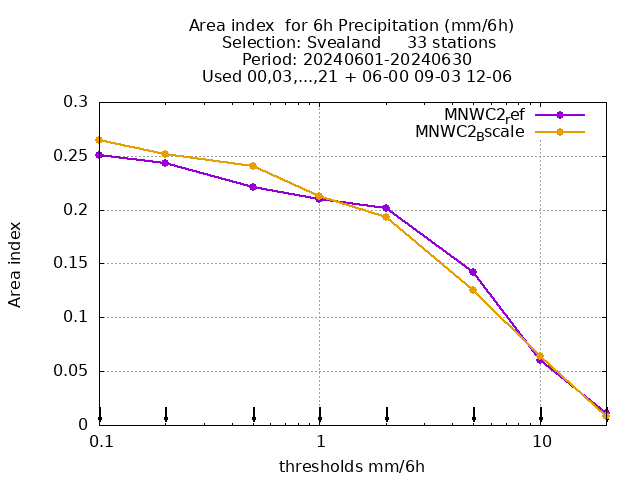 Area index  for 6h Precipitation (mm/6h)
Selection: Svealand     33 stations
Period: 20240601-20240630
Used 00,03,...,21 + 06-00 09-03 12-06
MNWC2ref
MNWC2Bscale
0.3
0.25
0.2
0.15
0.1
0.05
0
0.1
1
10
Area index
thresholds mm/6h